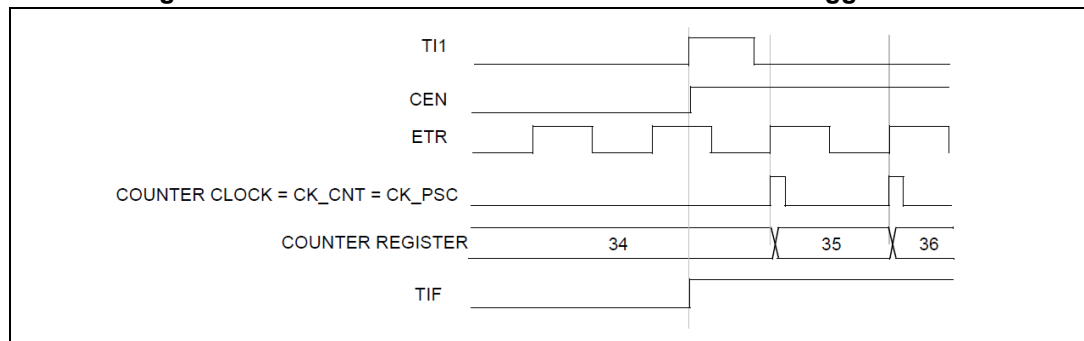 TI1
CEN
ETR
COUNTER CLOCK = CK_CNT = CK_PSC
COUNTER REGISTER 34 35 36
TIF